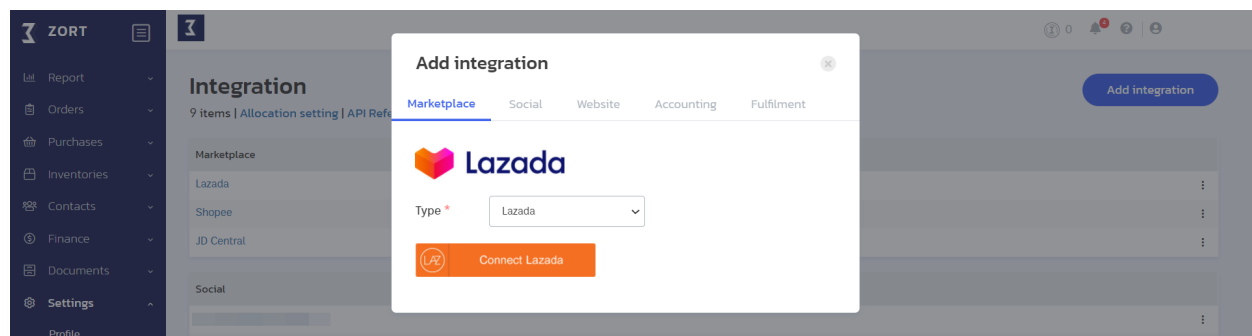 ZORT
0
4
Report
Orders
Purchases
Inventories
Contacts
Finance
Documents
Settings
Profile
Integration
Add integration
9 items | Allocation setting | API Refe
Marketplace
Lazada
Shopee
JD Central
Social
Add integration
Marketplace Social Website Accounting Fulfilment
Lazada
Type * Lazada
LAZ Connect Lazada